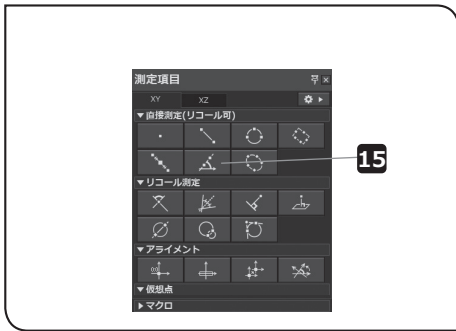 測定項目
XY XZ
▼直接測定(リコール可)
15
▼リコール測定
▼アライメント
▼仮想点
▶マクロ